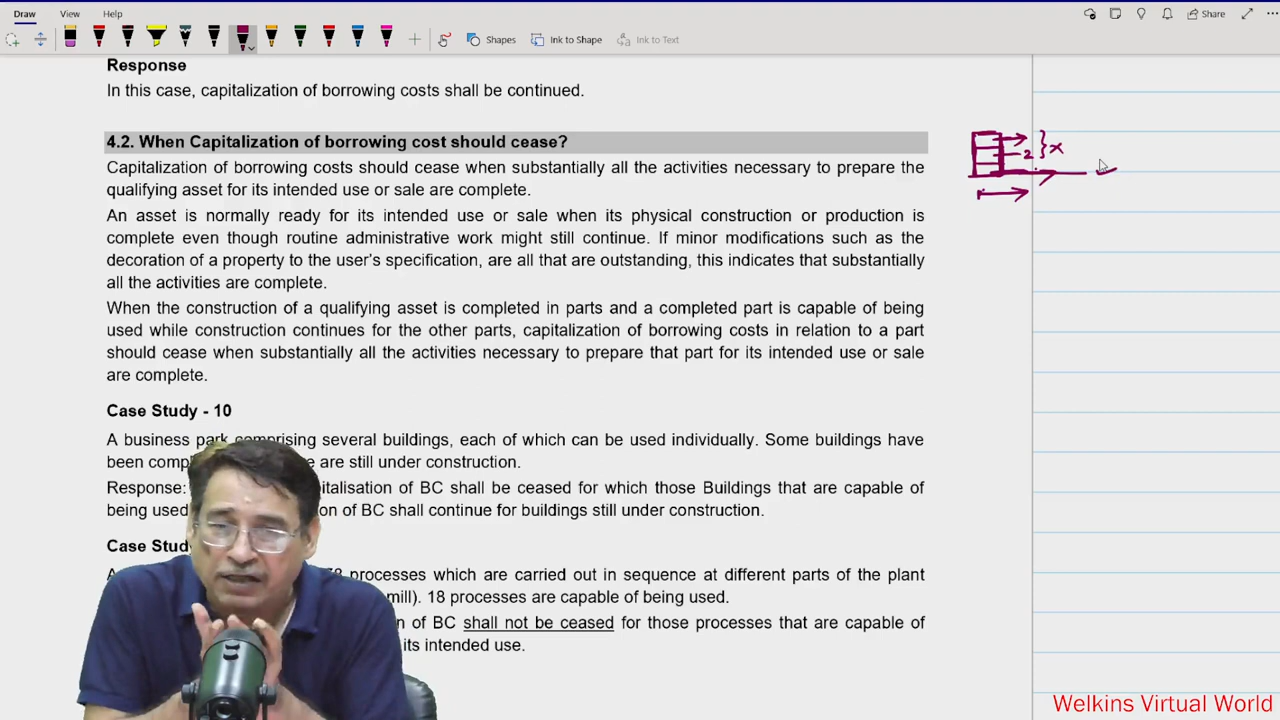 Draw View Help
Shapes Ink to Shape Ink to Text Share
Response
In this case, capitalization of borrowing costs shall be continued.
4.2. When Capitalization of borrowing cost should cease?
Capitalization of borrowing costs should cease when substantially all the activities necessary to prepare the
qualifying asset for its intended use or sale are complete.
An asset is normally ready for its intended use or sale when its physical construction or production is
complete even though routine administrative work might still continue. If minor modifications such as the
decoration of a property to the user's specification, are all that are outstanding, this indicates that substantially
all the activities are complete.
When the construction of a qualifying asset is completed in parts and a completed part is capable of being
used while construction continues for the other parts, capitalization of borrowing costs in relation to a part
should cease when substantially all the activities necessary to prepare that part for its intended use or sale
are complete.
2 } x
Case Study - 10
A business park comprising several buildings, each of which can be used individually. Some buildings have
been are still under construction.
Response: of BC shall be ceased for which those Buildings that are capable of
being used of BC shall continue for buildings still under construction.
Case
processes which are carried out in sequence at different parts of the plant
mill). 18 processes are capable of being used.
of BC shall not be ceased for those processes that are capable of
its intended use.
Welkins Virtual World